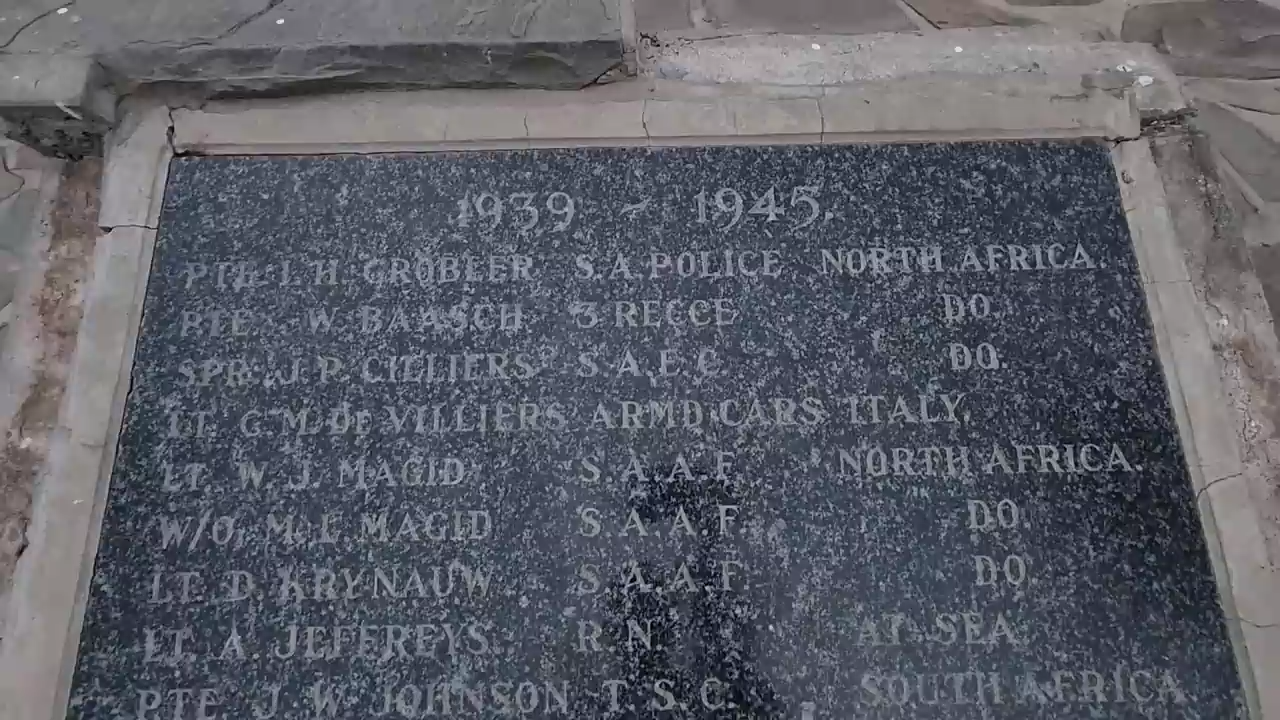 1939 - 1945.
PTE. I. H. GROBLER S.A. POLICE NORTH AFRICA.
PTE W. BAASCH 3 RECCE DO.
SPR. J. P. CILLIERS S.A.E.C. DO.
LT. G. M. De VILLIERS ARMD CARS ITALY.
LT. W. J. MAGID S.A.A.F. NORTH AFRICA.
W/O. M. I. MAGID S.A.A.F. DO.
LT. D. KRYNAUW S.A.A.F. DO.
LT. A. JEFFREYS. R.N. AT SEA.
PTE J. W. JOHNSON T.S.C. SOUTH AFRICA.